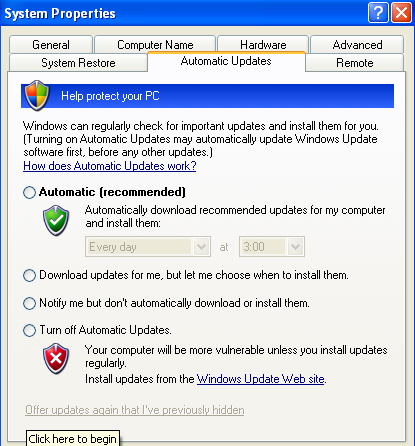 System Properties
General Computer Name Hardware Advanced
System Restore Automatic Updates Remote
Help protect your PC
Windows can regularly check for important updates and install them for you.
(Turning on Automatic Updates may automatically update Windows Update
software first, before any other updates.)
How does Automatic Updates work?
Automatic (recommended)
Automatically download recommended updates for my computer
and install them:
Every day at 3:00
Download updates for me, but let me choose when to install them.
Notify me but don't automatically download or install them.
Turn off Automatic Updates.
Your computer will be more vulnerable unless you install updates
regularly.
Install updates from the Windows Update Web site.
Offer updates again that I've previously hidden
Click here to begin